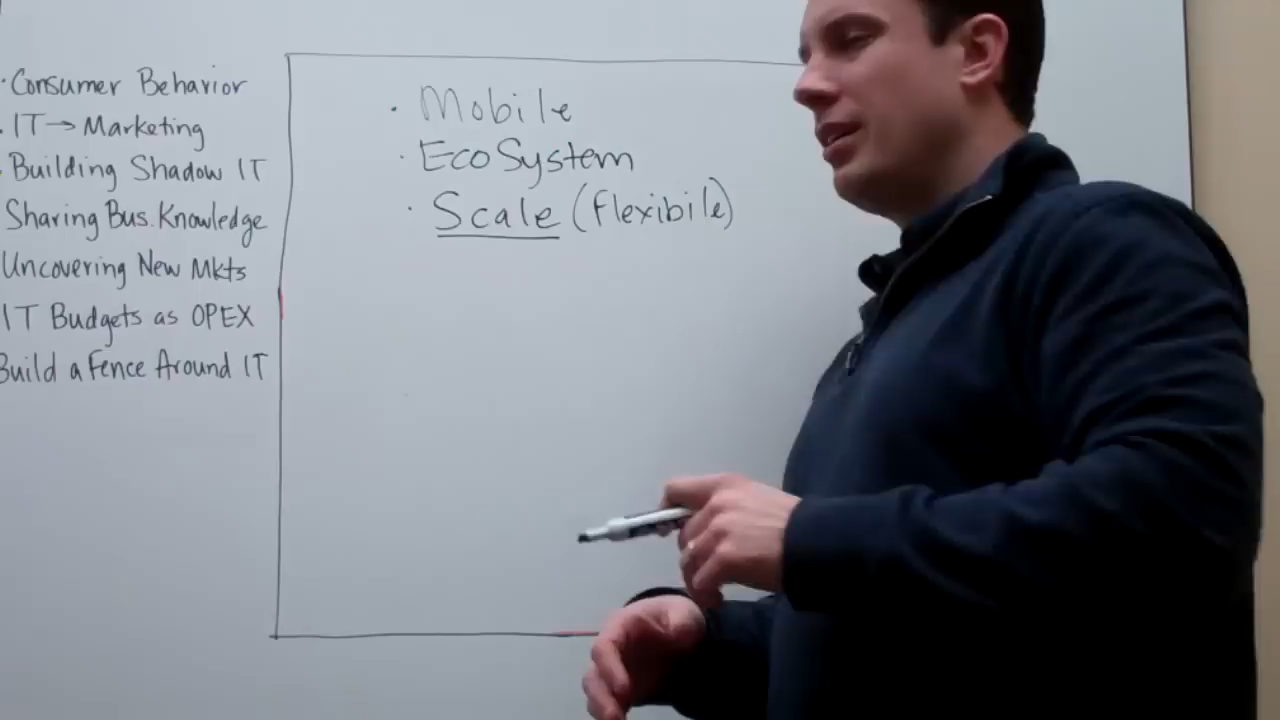 · Consumer Behavior
· IT → Marketing
· Building Shadow IT
Sharing Bus. Knowledge
Uncovering New Mkts
IT Budgets as OPEX
Build a Fence Around IT
· Mobile
· EcoSystem
· Scale (flexibile)